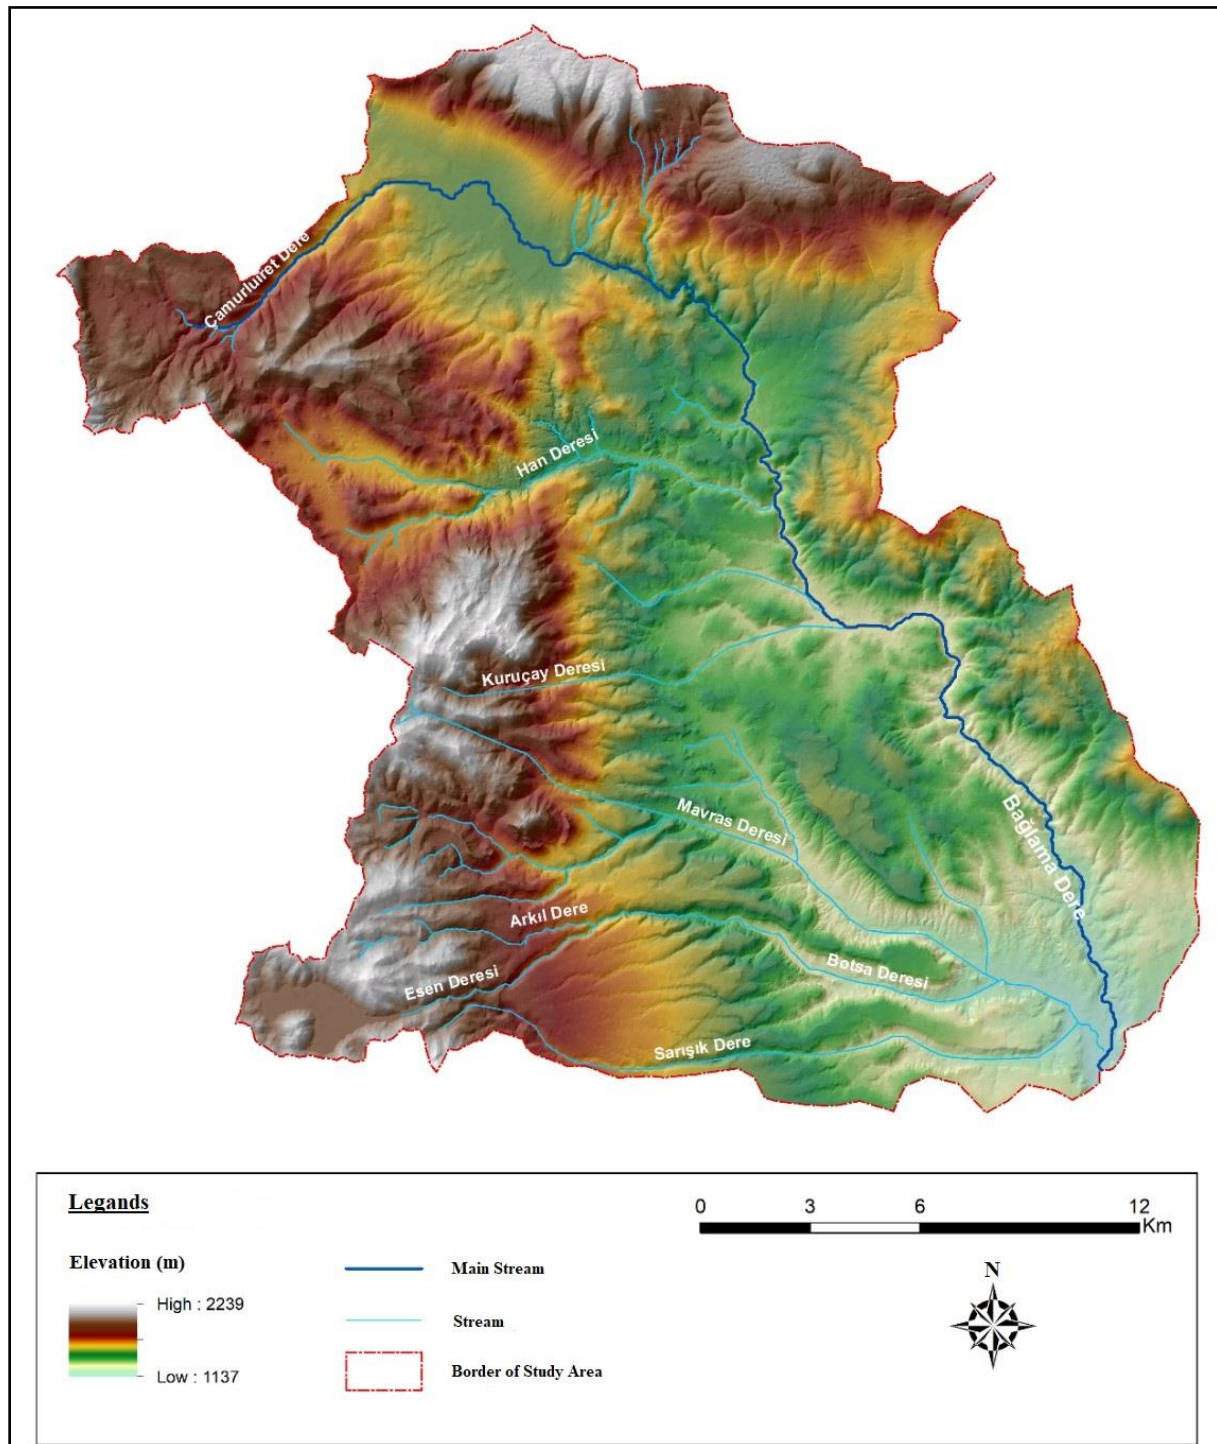 Çamurluiret Dere
Han Deresi
Kuruçay Deresi
Mavras Deresi
Bağlama Dere
Arkıl Dere
Botsa Deresi
Esen Deresi
Sarışık Dere
Legands
0 3 6 12
Km
Elevation (m)
High : 2239
Low : 1137
Main Stream
Stream
Border of Study Area
N